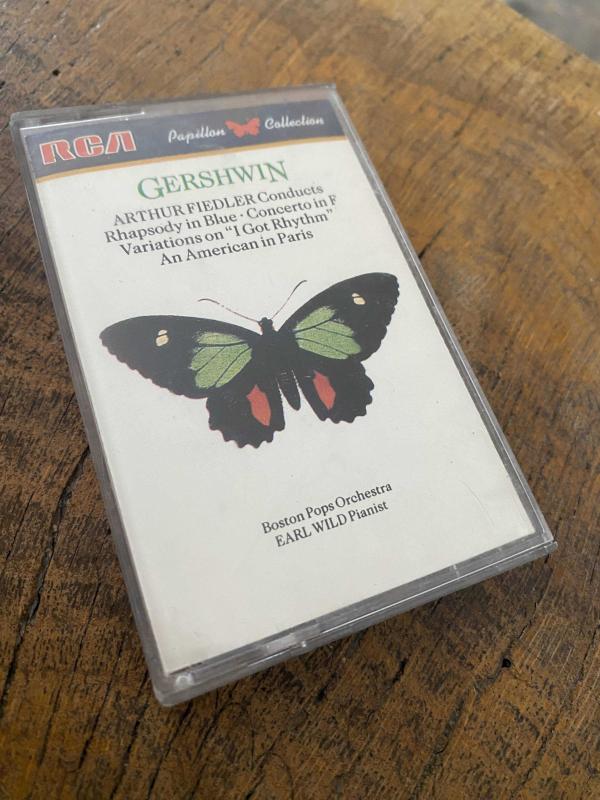 RCA Papillon Collection
GERSHWIN
ARTHUR FIEDLER Conducts
Rhapsody in Blue • Concerto in F
Variations on “I Got Rhythm”
An American in Paris
Boston Pops Orchestra
EARL WILD Pianist